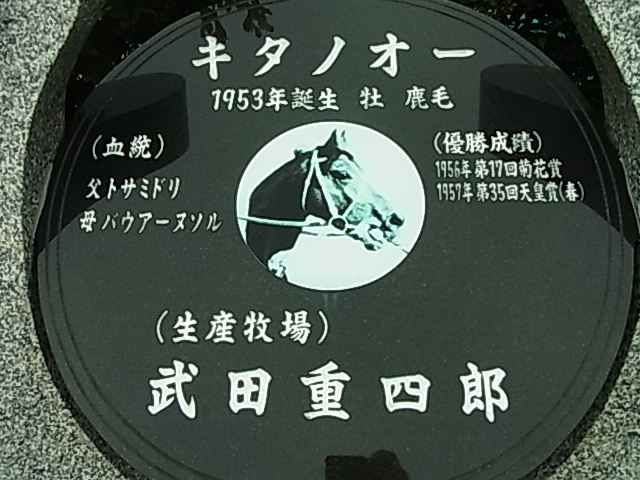 キタノオー
1953年誕生 牡 鹿毛
(血統)
父トサミドリ
母バウアーヌソル
(優勝成績)
1956年第17回菊花賞
1957年第35回天皇賞(春)
(生産牧場)
武田重四郎